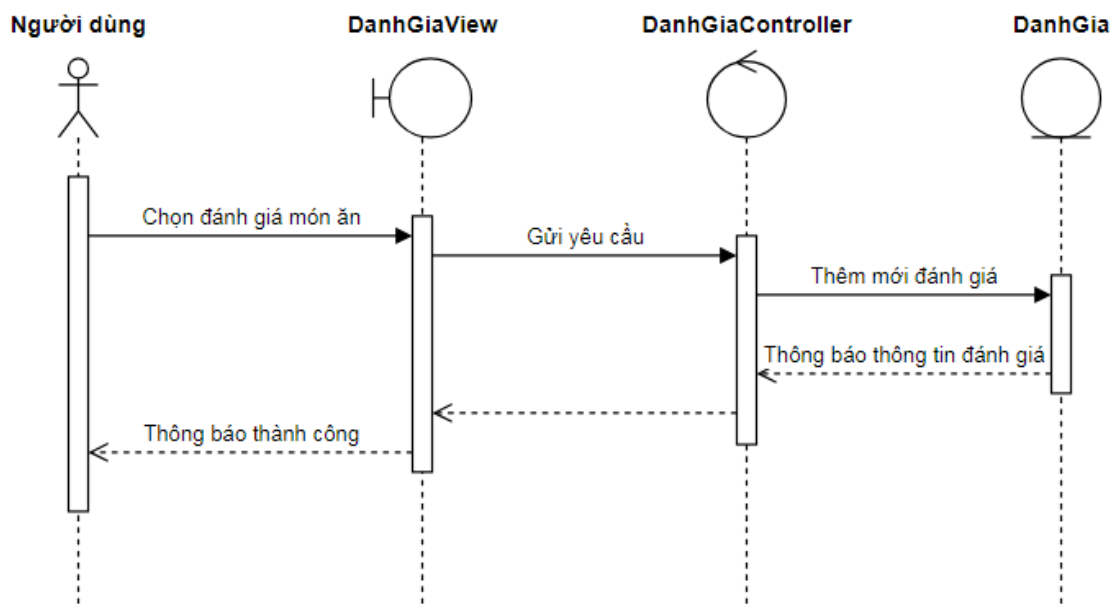 Người dùng
DanhGiaView
DanhGiaController
DanhGia
Chọn đánh giá món ăn
Gửi yêu cầu
Thêm mới đánh giá
Thông báo thông tin đánh giá
Thông báo thành công